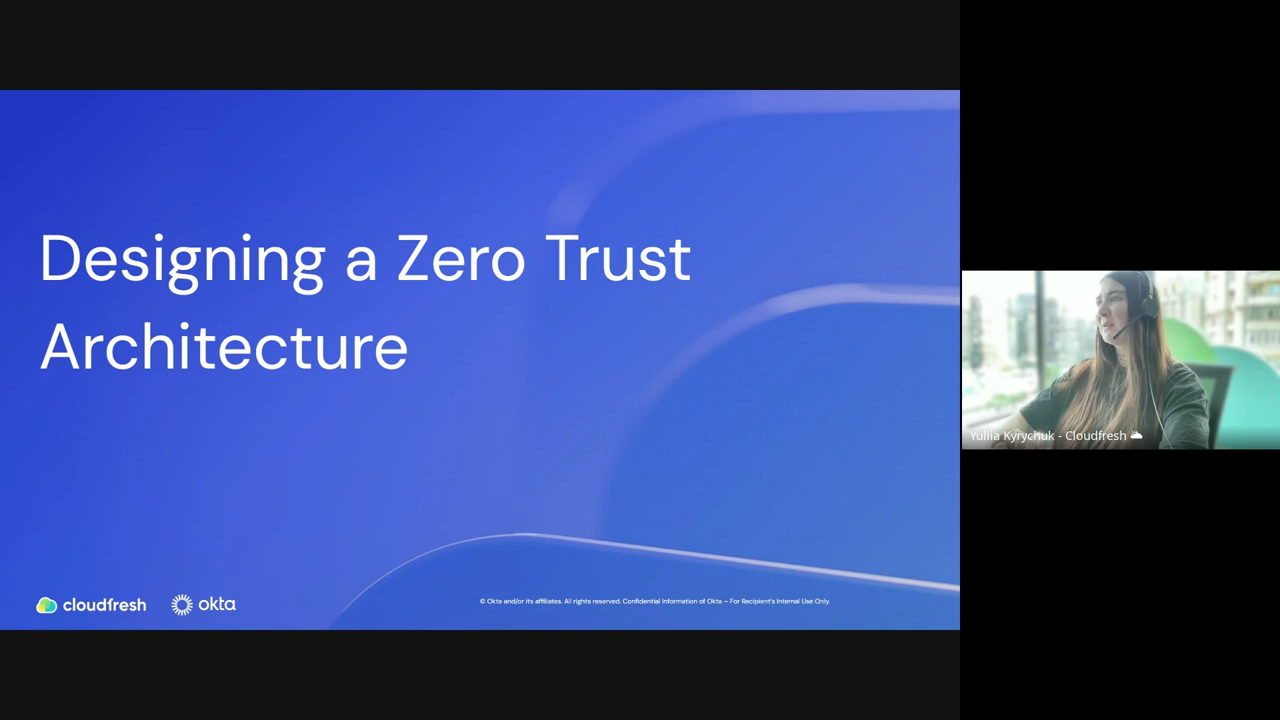 Designing a Zero Trust
Architecture
cloudfresh
okta
© Okta and/or its affiliates. All rights reserved. Confidential Information of Okta – For Recipient's Internal Use Only.
Yuliia Kyrychuk - Cloudfresh 🌥